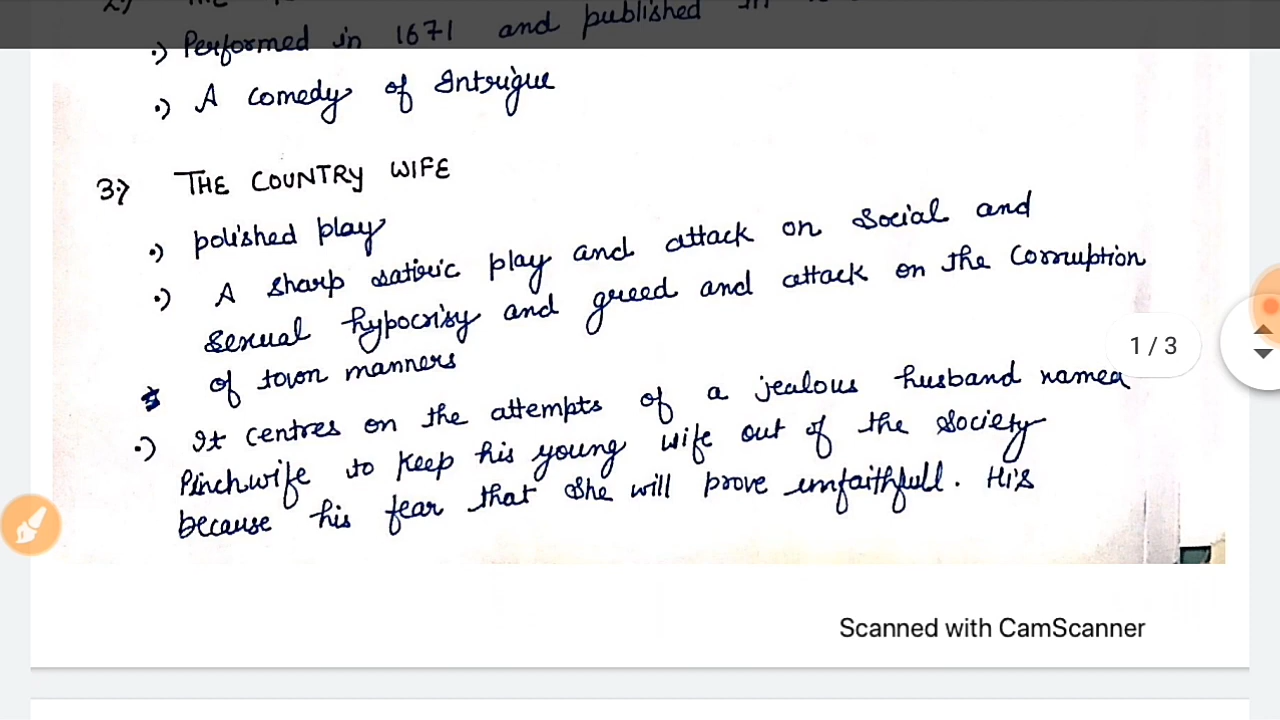 2)
.) Performed in 1671 and published in
.) A comedy of Intrigue
3.) THE COUNTRY WIFE
.) polished play
.) A sharp satiric play and attack on social and
sexual hypocrisy and greed and attack on the corruption
of town manners
.) It centres on the attempts of a jealous husband named
Pinchwife to keep his young wife out of the society
because his fear that she will prove unfaithfull. His
1 / 3
Scanned with CamScanner